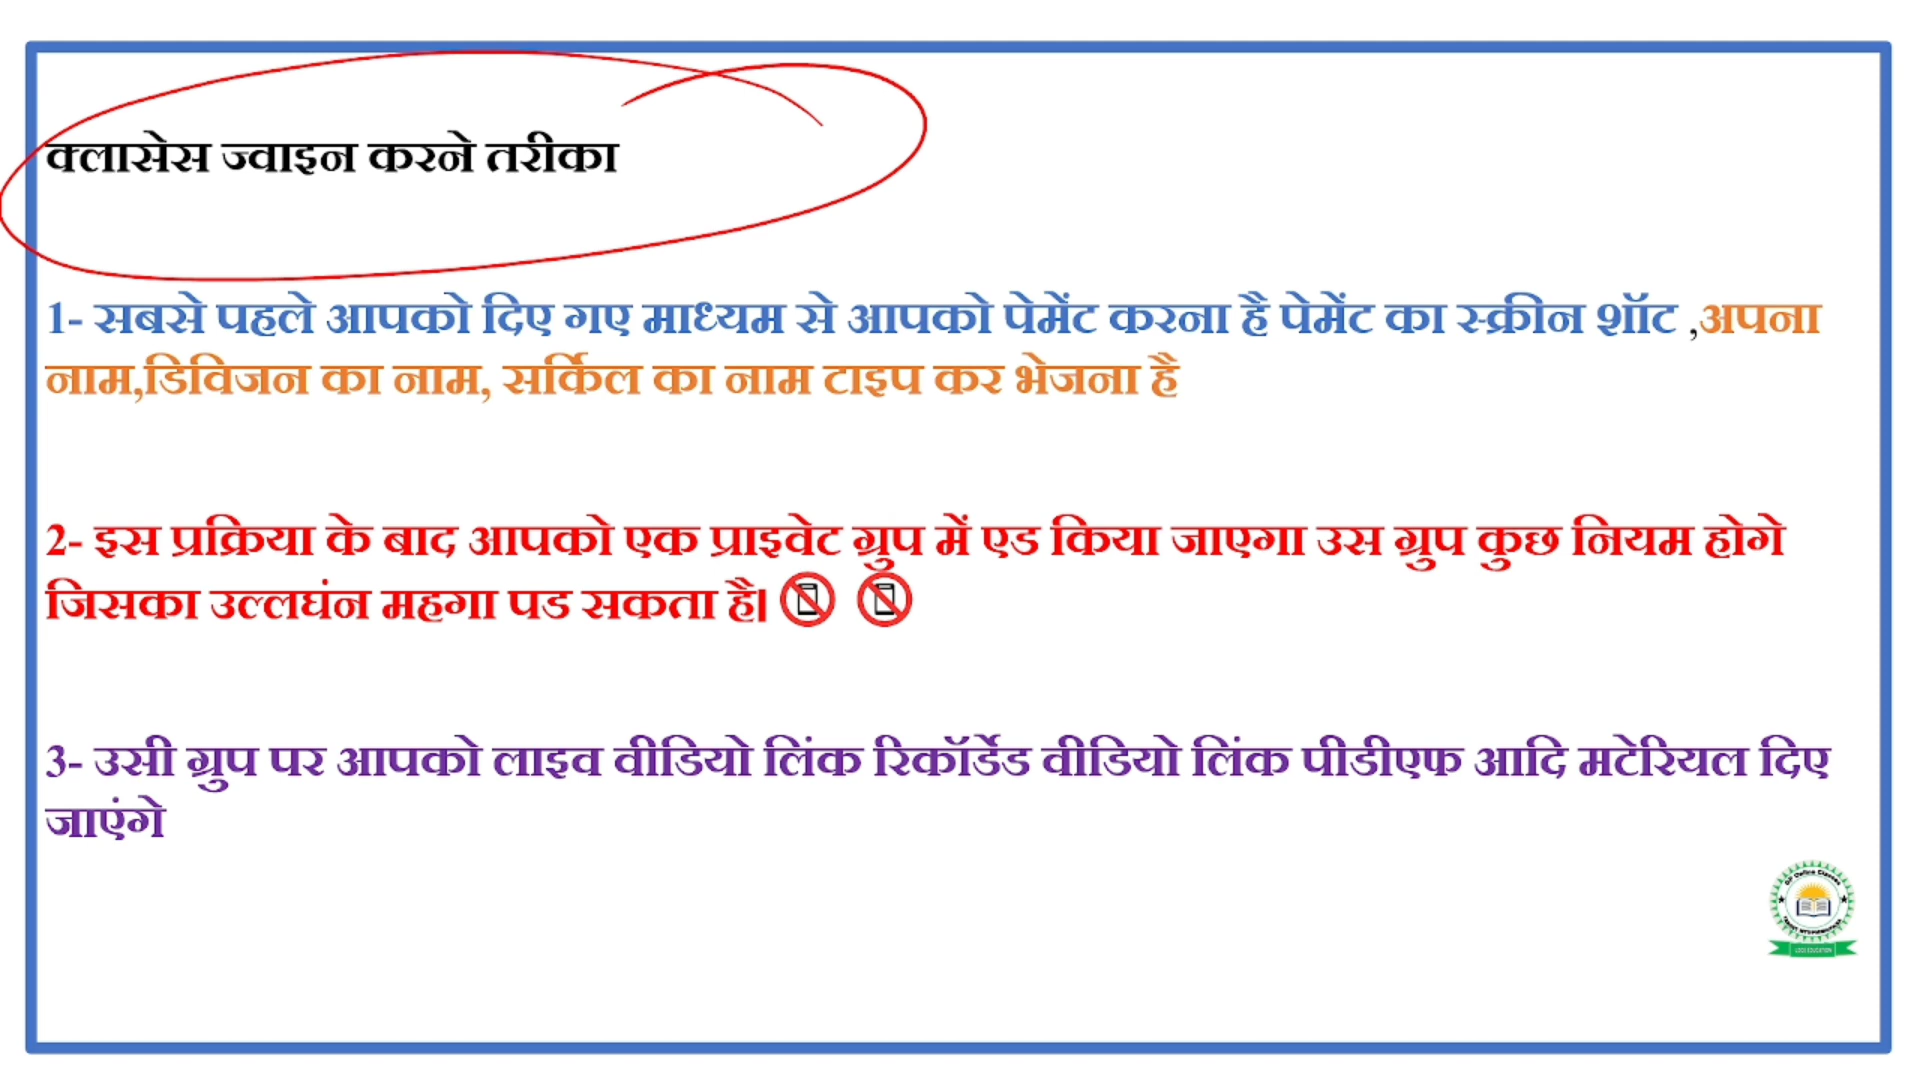 क्लासेस ज्वाइन करने तरीका
1- सबसे पहले आपको दिए गए माध्यम से आपको पेमेंट करना है पेमेंट का स्क्रीन शॉट ,अपना
नाम,डिविजन का नाम, सर्किल का नाम टाइप कर भेजना है
2- इस प्रक्रिया के बाद आपको एक प्राइवेट ग्रुप में एड किया जाएगा उस ग्रुप कुछ नियम होगे
जिसका उल्लघंन महगा पड सकता है।
3- उसी ग्रुप पर आपको लाइव वीडियो लिंक रिकॉर्डेड वीडियो लिंक पीडीएफ आदि मटेरियल दिए
जाएंगे
Online Classes